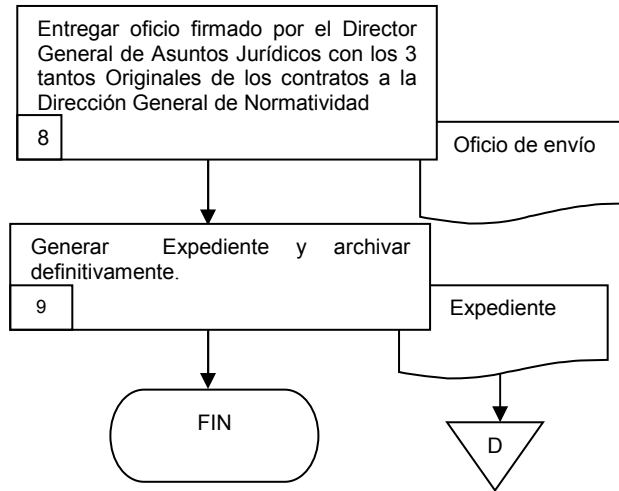 Entregar oficio firmado por el Director
General de Asuntos Jurídicos con los 3
tantos Originales de los contratos a la
Dirección General de Normatividad
8
Oficio de envío
Generar Expediente y archivar
definitivamente.
9
Expediente
FIN
D